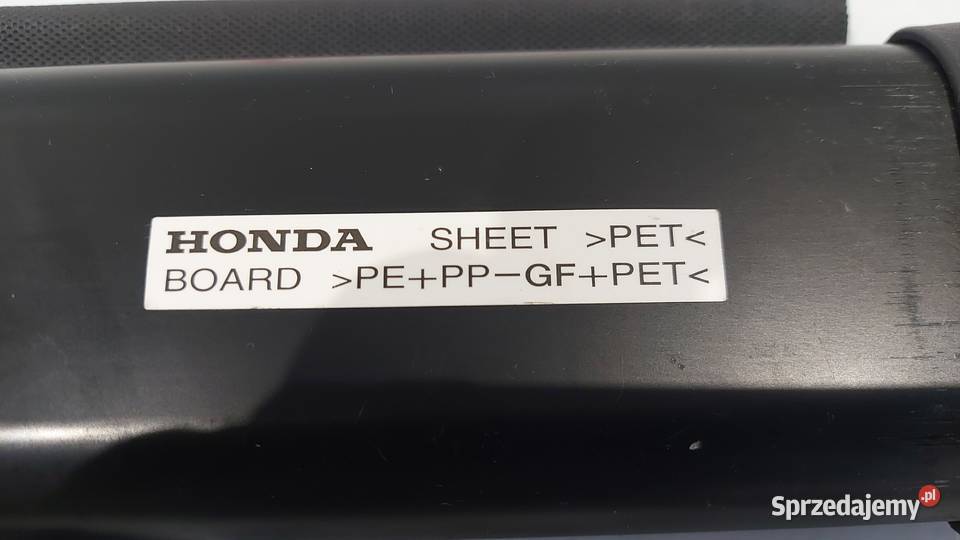 HONDA SHEET >PET<
BOARD >PE+PP-GF+PET<
Sprzedajemy.pl